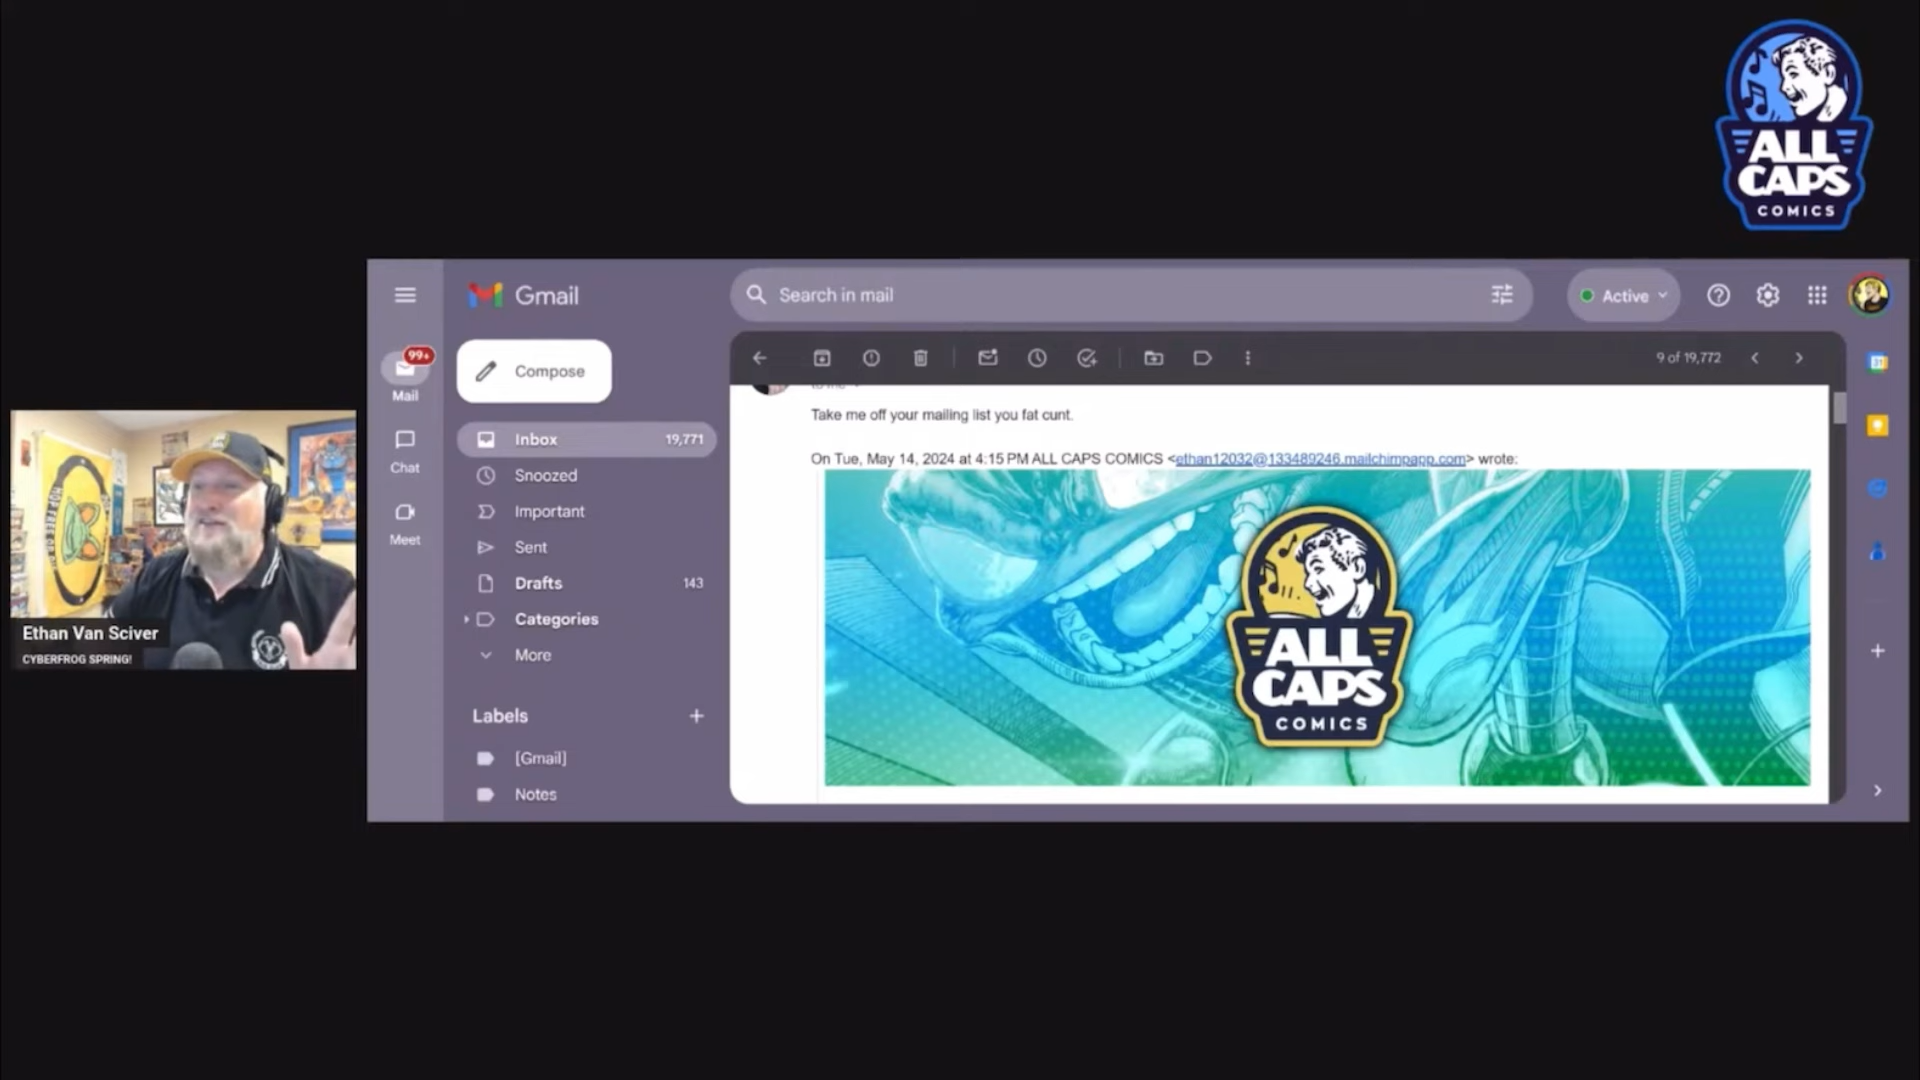 ALL
CAPS
COMICS
Gmail
Search in mail
Active
99+
Mail
Compose
9 of 19,772
to me
Take me off your mailing list you fat cunt.
Inbox 19,771
On Tue, May 14, 2024 at 4:15 PM ALL CAPS COMICS <ethan12032@133489246.mailchimpapp.com> wrote:
Chat
Snoozed
Important
Meet
Sent
Drafts 143
Categories
More
Labels
[Gmail]
Notes
ALL
CAPS
COMICS
Ethan Van Sciver
CYBERFROG SPRING!
31